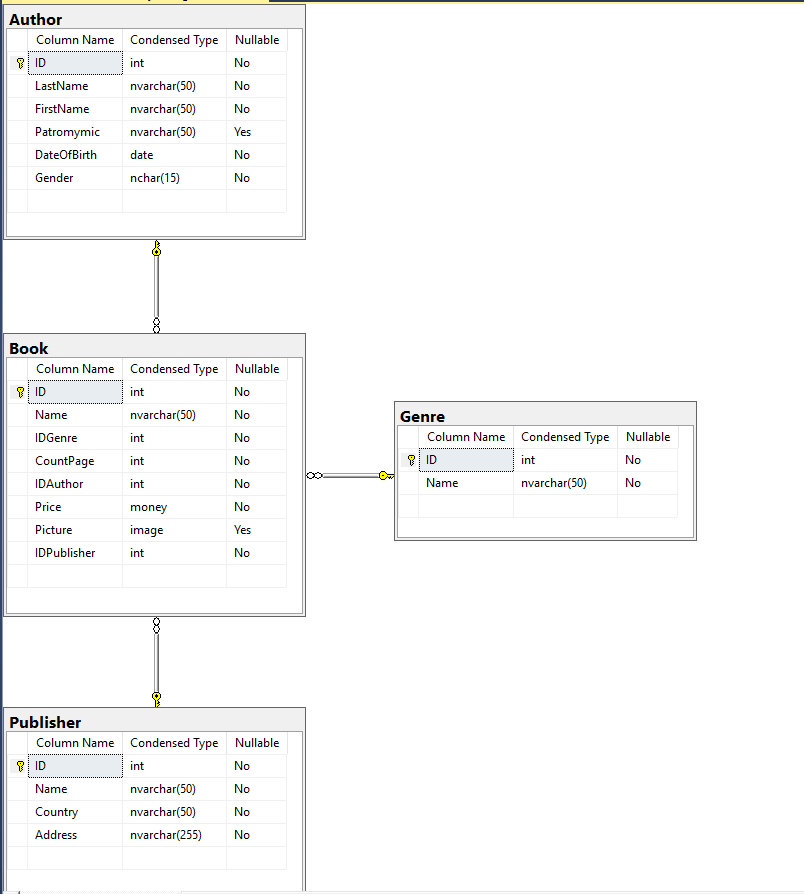 Author
Column Name Condensed Type Nullable
ID int No
LastName nvarchar(50) No
FirstName nvarchar(50) No
Patromymic nvarchar(50) Yes
DateOfBirth date No
Gender nchar(15) No
Book
Column Name Condensed Type Nullable
ID int No
Name nvarchar(50) No
IDGenre int No
CountPage int No
IDAuthor int No
Price money No
Picture image Yes
IDPublisher int No
Genre
Column Name Condensed Type Nullable
ID int No
Name nvarchar(50) No
Publisher
Column Name Condensed Type Nullable
ID int No
Name nvarchar(50) No
Country nvarchar(50) No
Address nvarchar(255) No